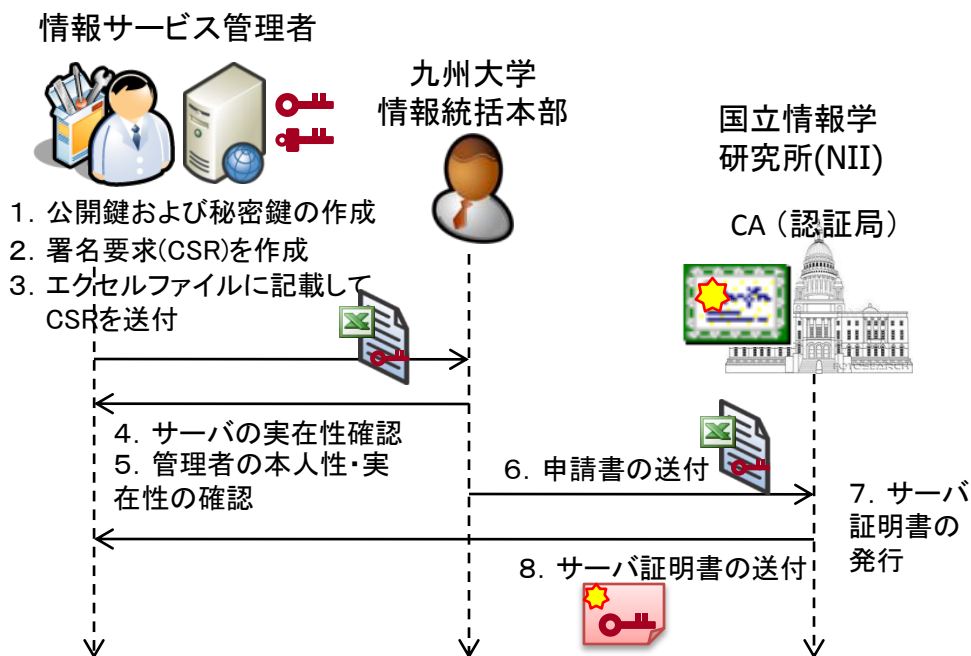 情報サービス管理者
九州大学
情報統括本部
国立情報学
研究所(NII)
CA（認証局）
1．公開鍵および秘密鍵の作成
2．署名要求(CSR)を作成
3．エクセルファイルに記載して
CSRを送付
4．サーバの実在性確認
5．管理者の本人性・実
在性の確認
6．申請書の送付
7．サーバ
証明書の
発行
8．サーバ証明書の送付
FOTOSEARCH